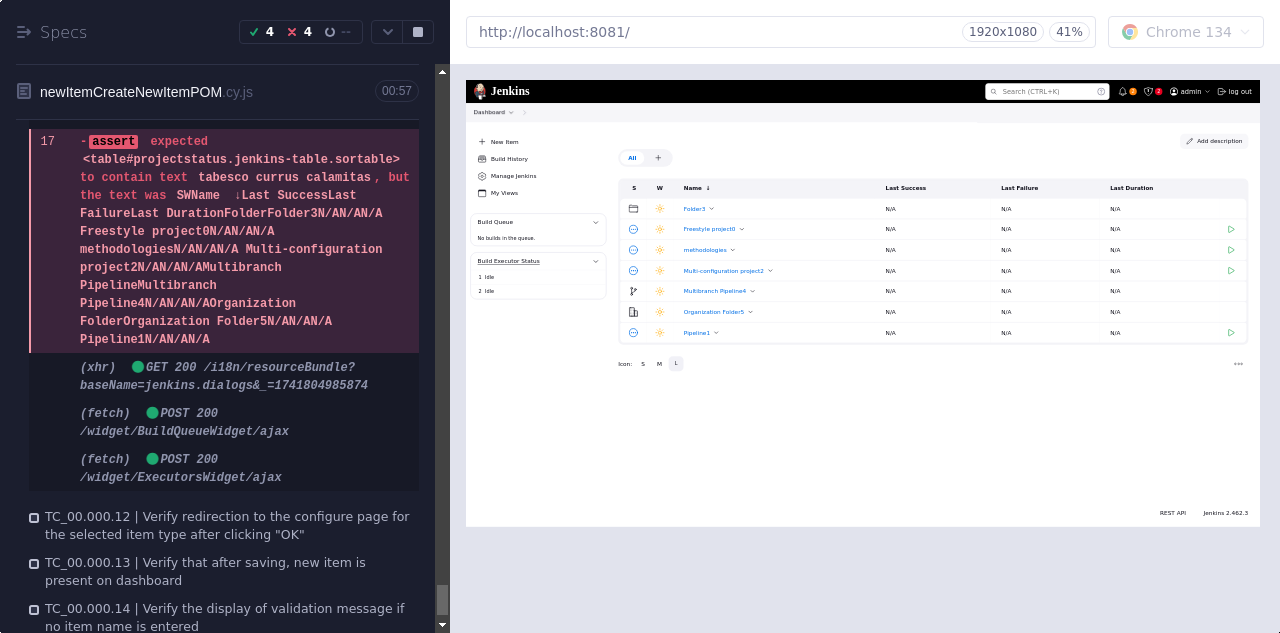 Specs
4
4
--
newItemCreateNewItemPOM.cy.js
00:57
17
-assert expected
<table#projectstatus.jenkins-table.sortable>
to contain text tabesco currus calamitas, but
the text was SWName ↓Last SuccessLast
FailureLast DurationFolderFolder3N/AN/AN/A
Freestyle project0N/AN/AN/A
methodologiesN/AN/AN/A Multi-configuration
project2N/AN/AN/AMultibranch
PipelineMultibranch
Pipeline4N/AN/AN/AOrganization
FolderOrganization Folder5N/AN/AN/A
Pipeline1N/AN/AN/A
(xhr) GET 200 /i18n/resourceBundle?
baseName=jenkins.dialogs&_=1741804985874
(fetch) POST 200
/widget/BuildQueueWidget/ajax
(fetch) POST 200
/widget/ExecutorsWidget/ajax
TC_00.000.12 | Verify redirection to the configure page for
the selected item type after clicking "OK"
TC_00.000.13 | Verify that after saving, new item is
present on dashboard
TC_00.000.14 | Verify the display of validation message if
no item name is entered
http://localhost:8081/
1920x1080
41%
Chrome 134
Jenkins
Search (CTRL+K)
2
2
admin
log out
Dashboard
New Item
Build History
Manage Jenkins
My Views
Build Queue
No builds in the queue.
Build Executor Status
1 Idle
2 Idle
Add description
All
+
S W Name ↓ Last Success Last Failure Last Duration
Folder3 N/A N/A N/A
Freestyle project0 N/A N/A N/A
methodologies N/A N/A N/A
Multi-configuration project2 N/A N/A N/A
Multibranch Pipeline4 N/A N/A N/A
Organization Folder5 N/A N/A N/A
Pipeline1 N/A N/A N/A
Icon: S M L
REST API
Jenkins 2.462.3